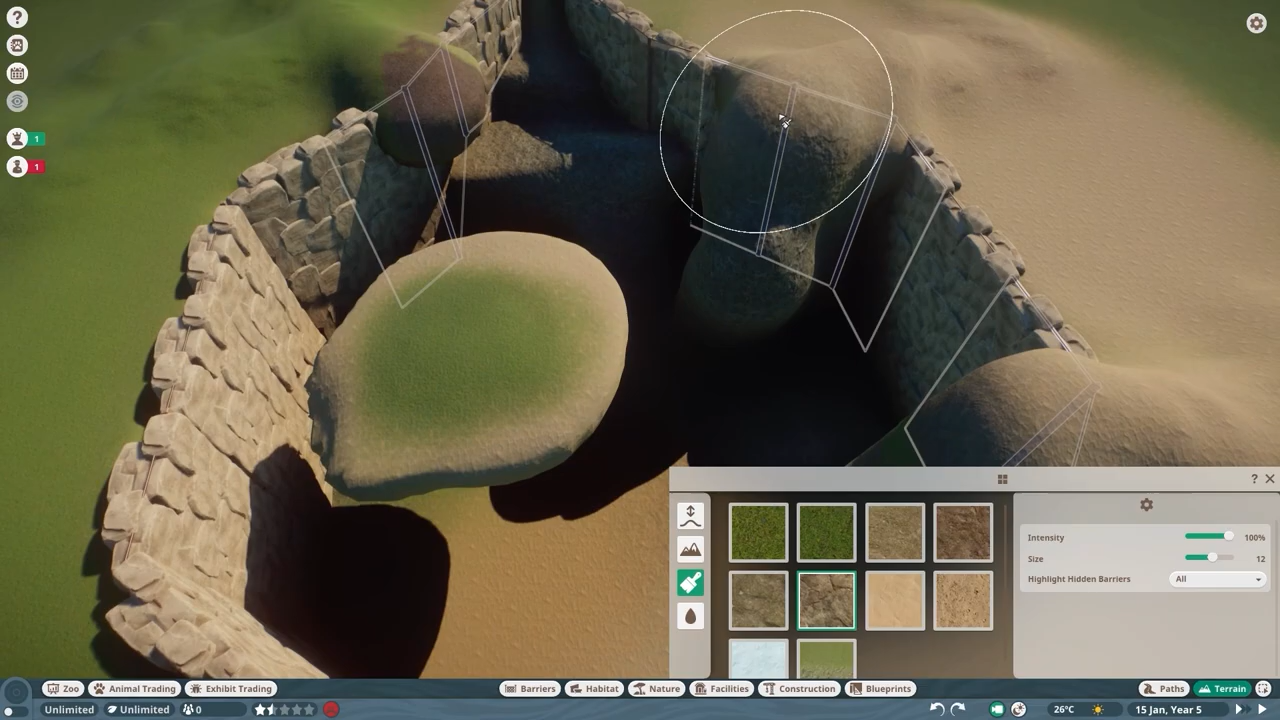 ?
1
1
? ×
Intensity 100%
Size 12
Highlight Hidden Barriers All
Zoo Animal Trading Exhibit Trading Barriers Habitat Nature Facilities Construction Blueprints Paths Terrain
Unlimited Unlimited 0 26°C 15 Jan, Year 5